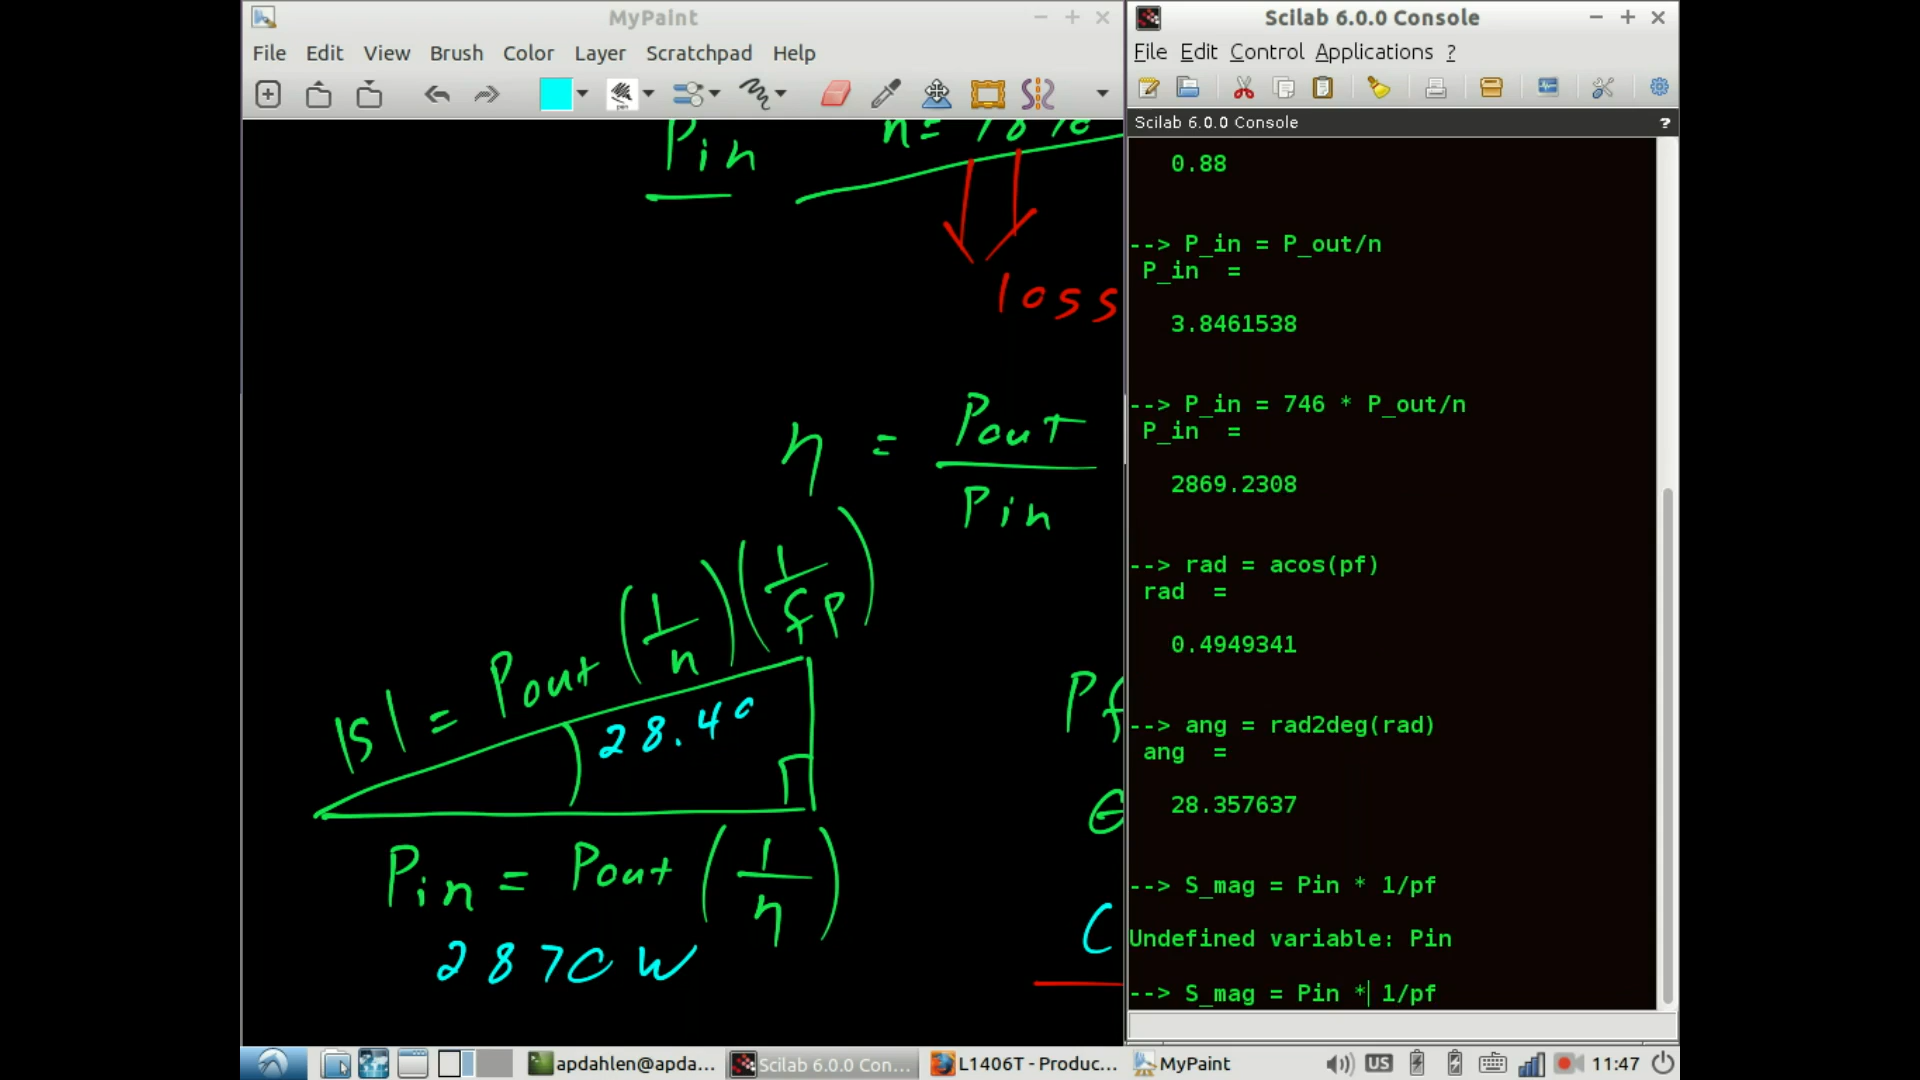 MyPaint
File Edit View Brush Color Layer Scratchpad Help
Pin n= 78%
loss
η = Pout
Pin
|S| = Pout (1/n)(1/fp)
28.4°
Pin = Pout (1/η)
2870 W
Pf
θ
C
Scilab 6.0.0 Console
File Edit Control Applications ?
Scilab 6.0.0 Console ?
0.88
--> P_in = P_out/n
P_in =
3.8461538
--> P_in = 746 * P_out/n
P_in =
2869.2308
--> rad = acos(pf)
rad =
0.4949341
--> ang = rad2deg(rad)
ang =
28.357637
--> S_mag = Pin * 1/pf
Undefined variable: Pin
--> S_mag = Pin * 1/pf
apdahlen@apda... Scilab 6.0.0 Con... L1406T - Produc... MyPaint US 11:47